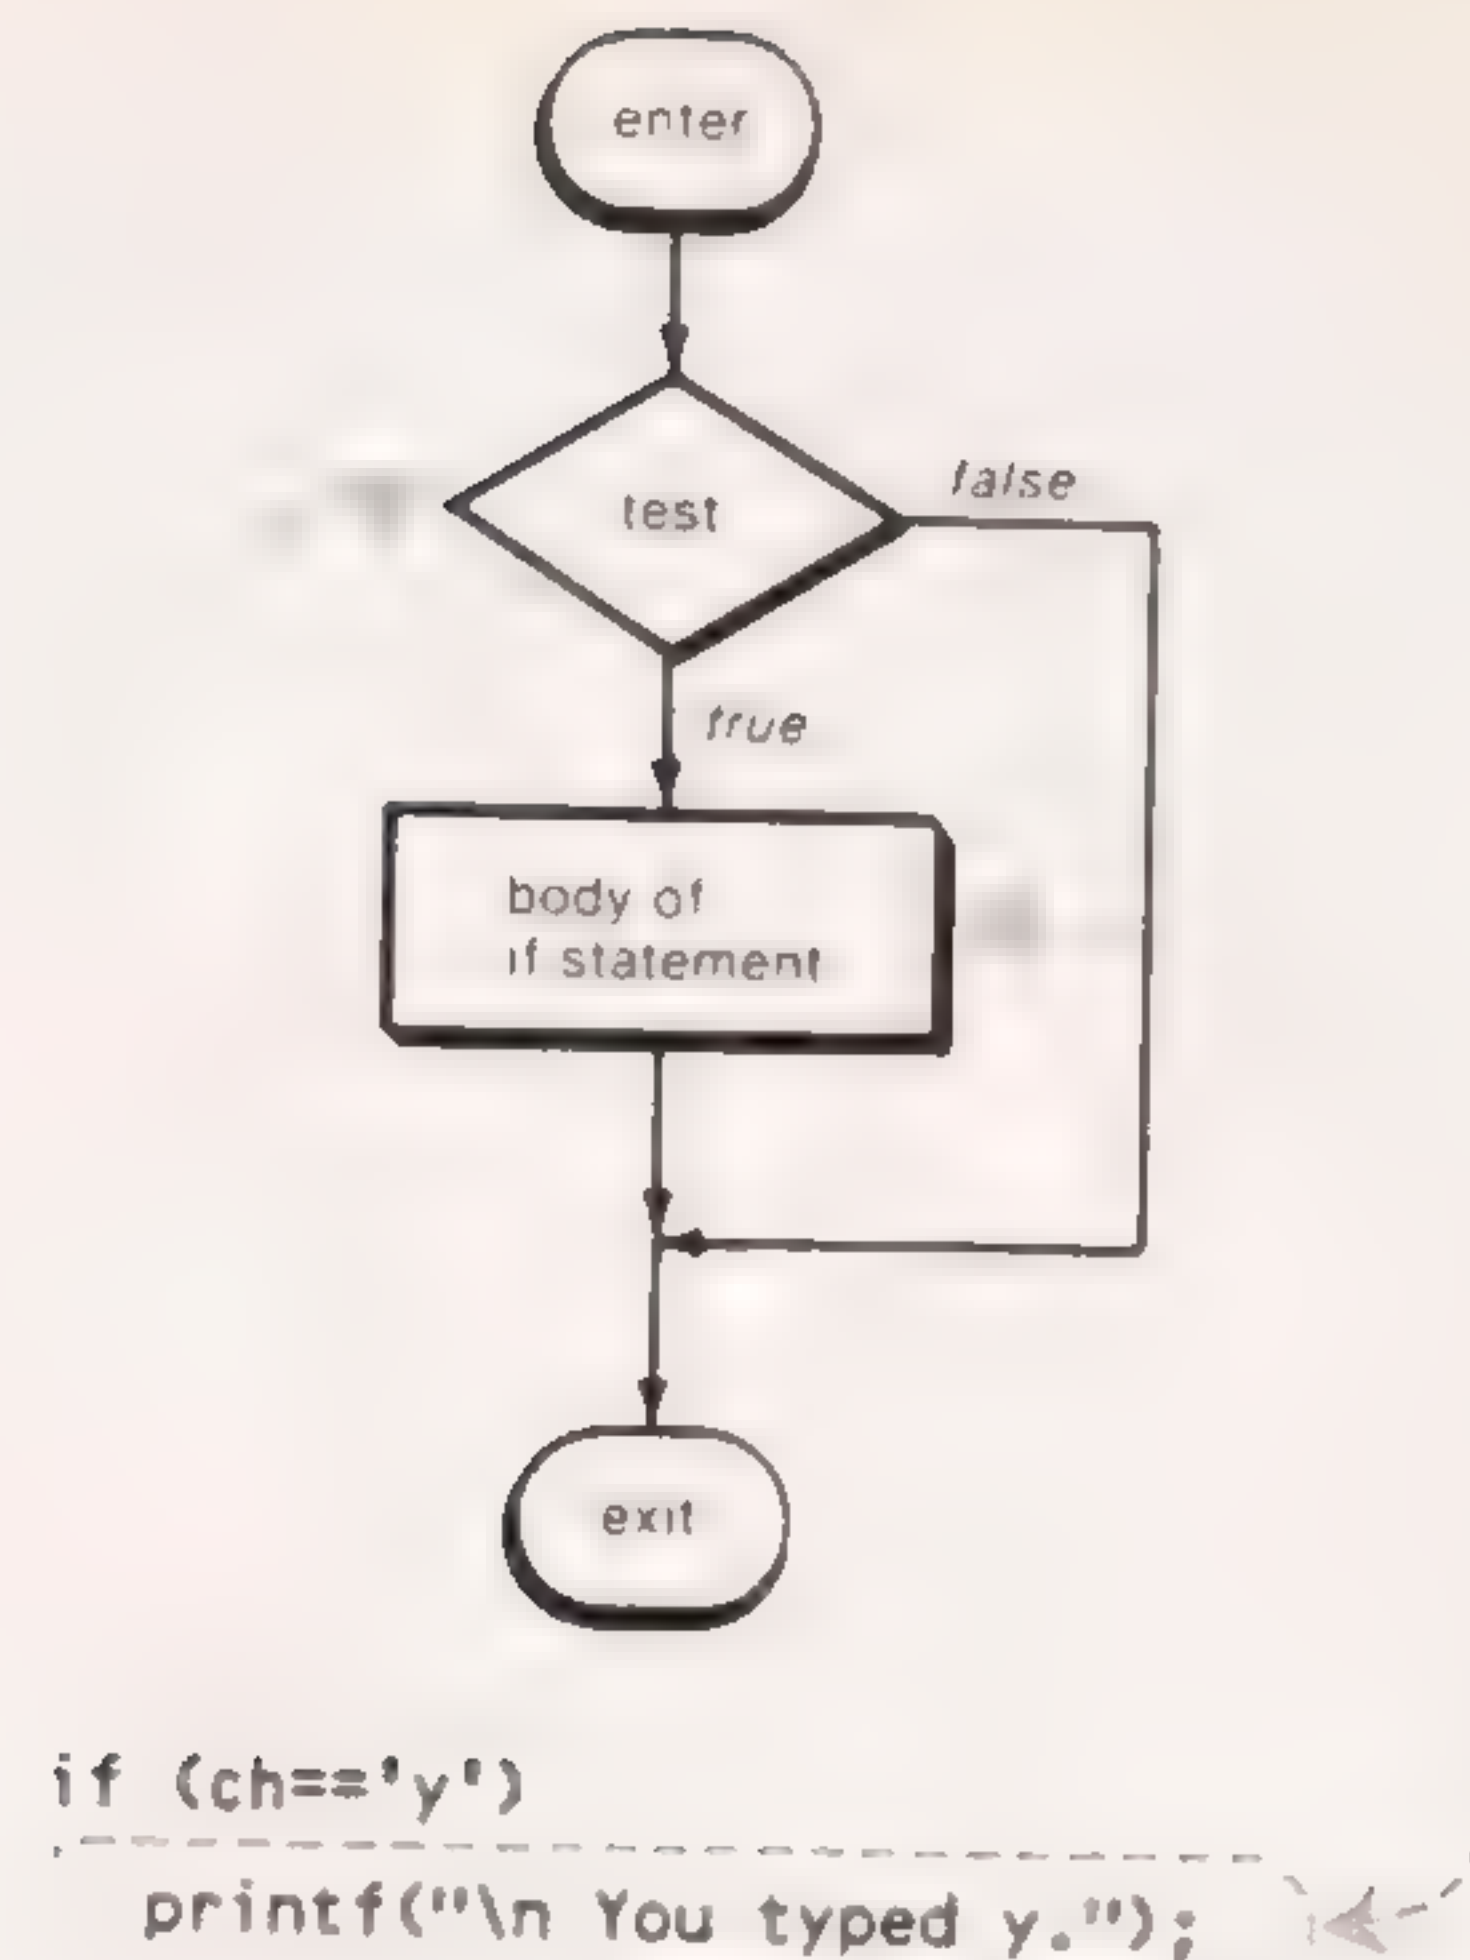 enter
test
false
true
body of
if statement
exit
if (ch=='y')
printf("\n You typed y.");